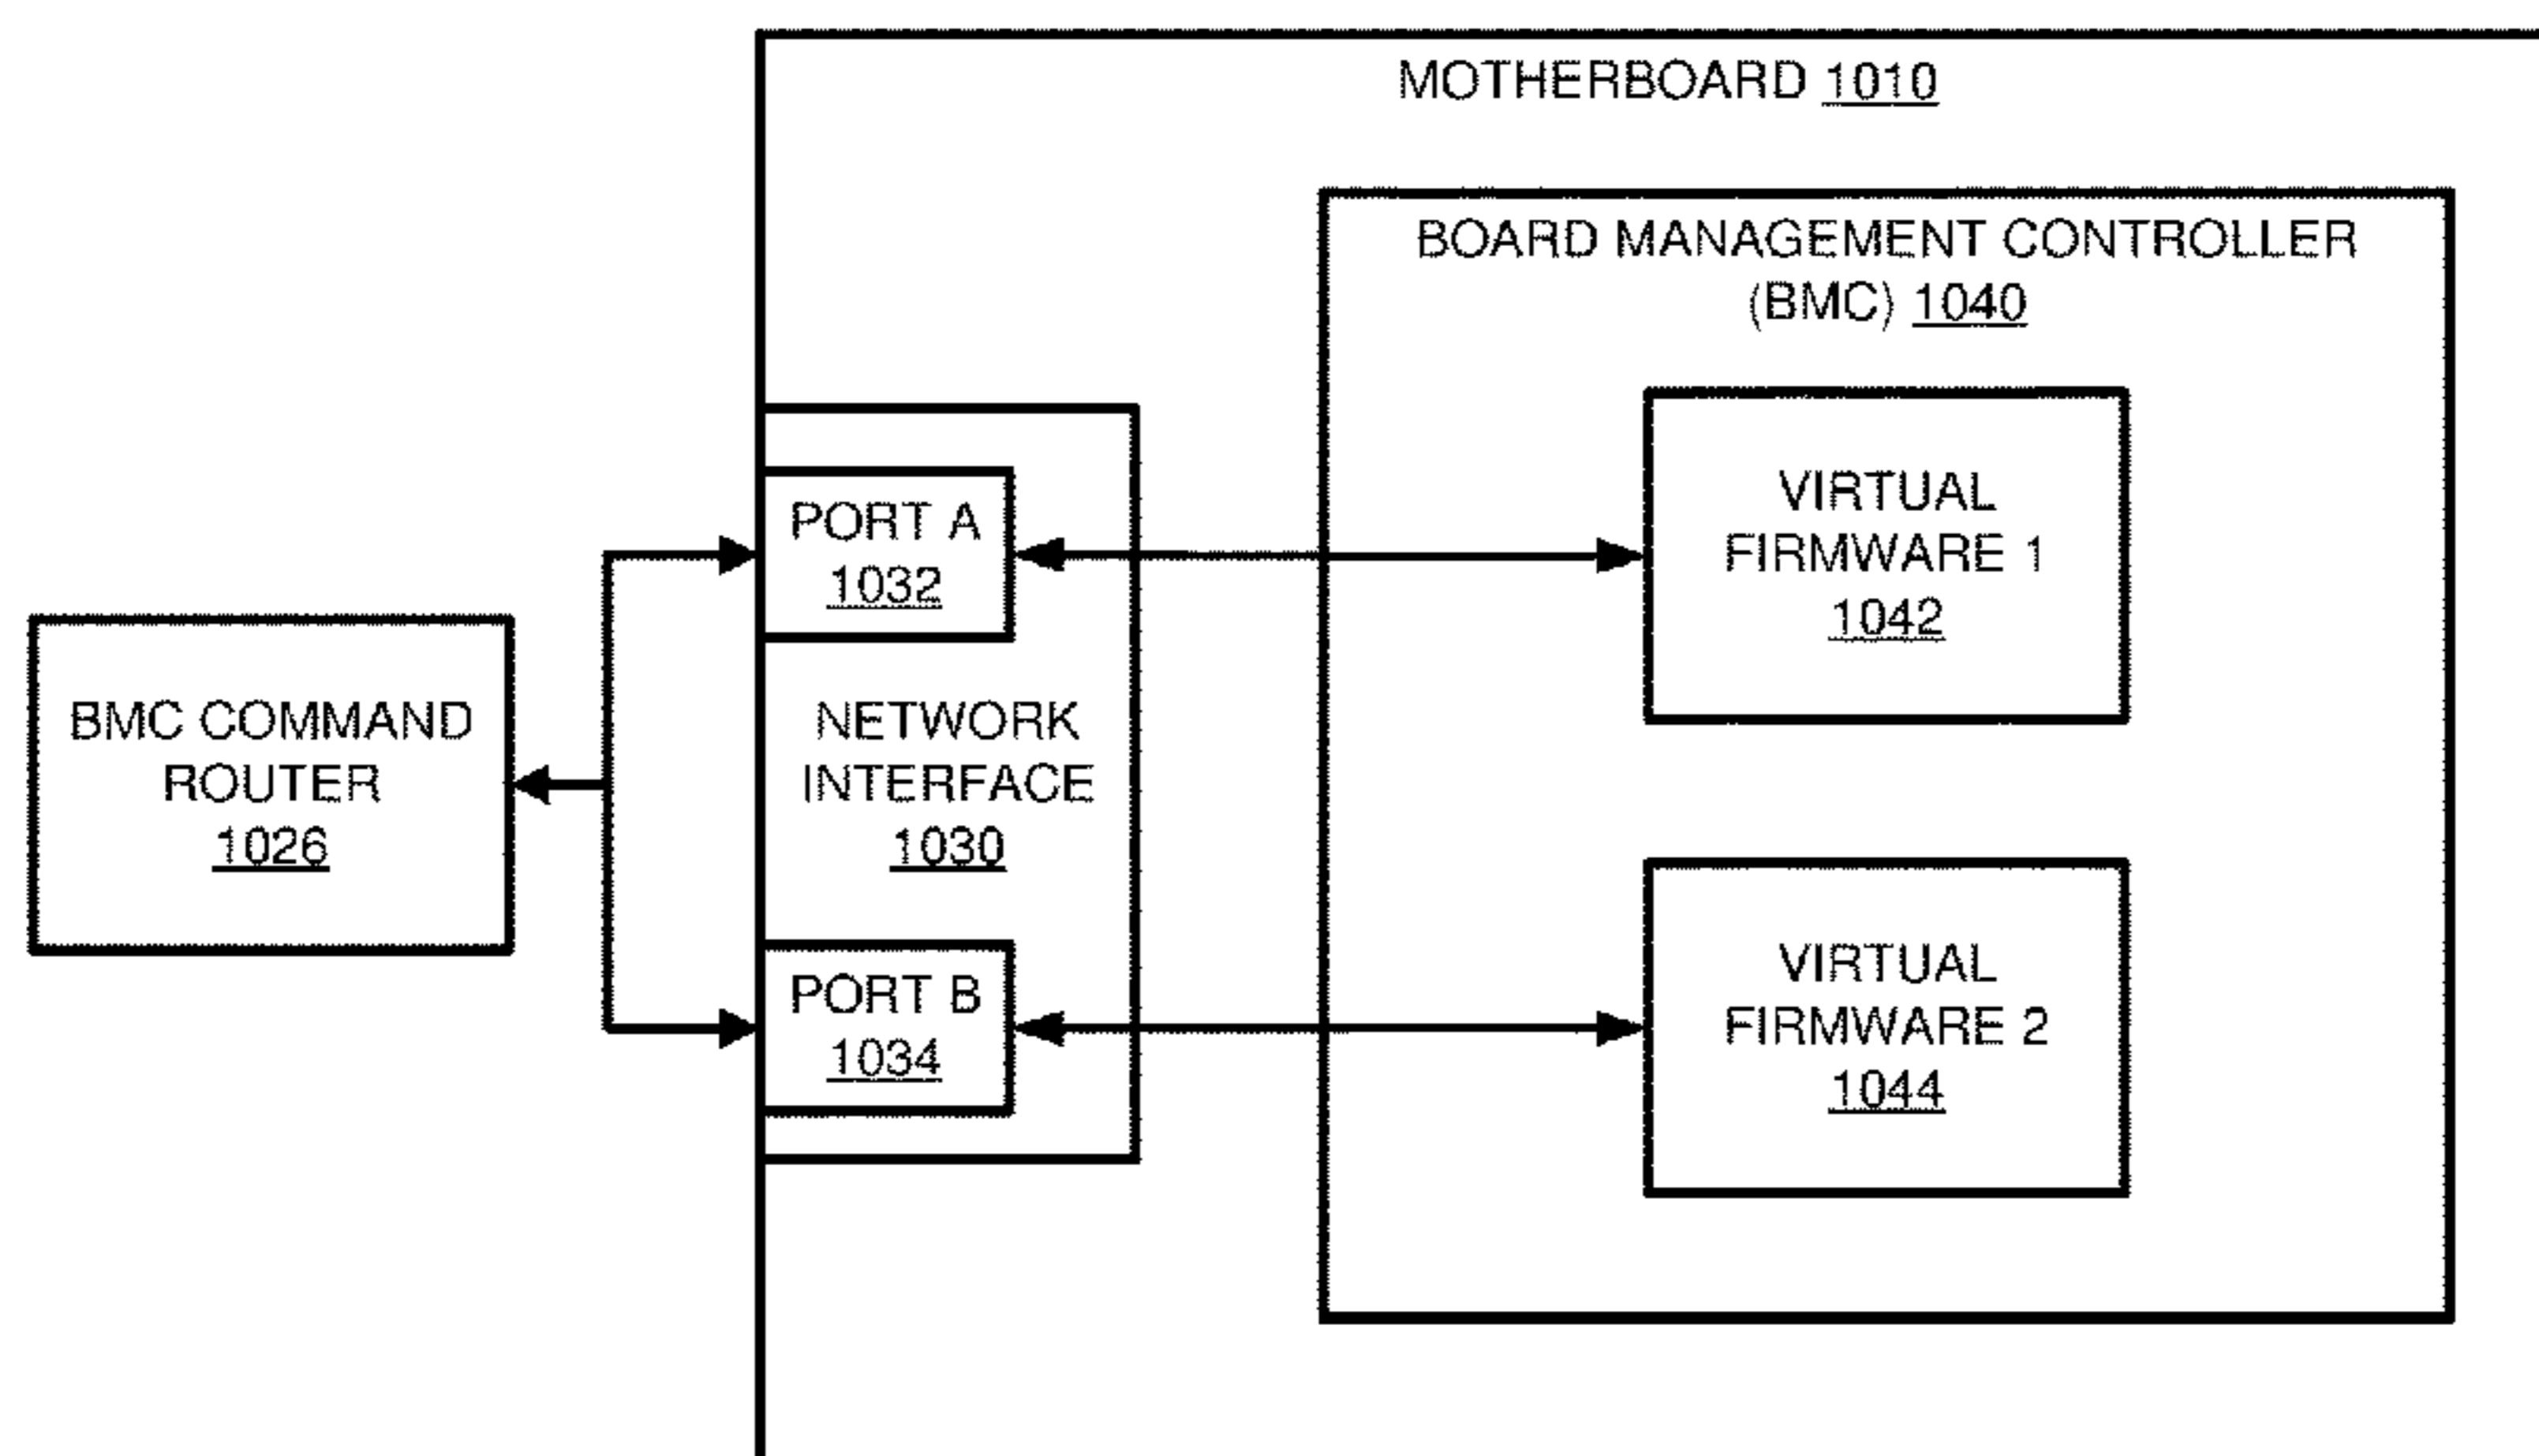 MOTHERBOARD 1010
BOARD MANAGEMENT CONTROLLER
(BMC) 1040
PORT A
1032
VIRTUAL
FIRMWARE 1
1042
BMC COMMAND
ROUTER
1026
NETWORK
INTERFACE
1030
PORT B
1034
VIRTUAL
FIRMWARE 2
1044